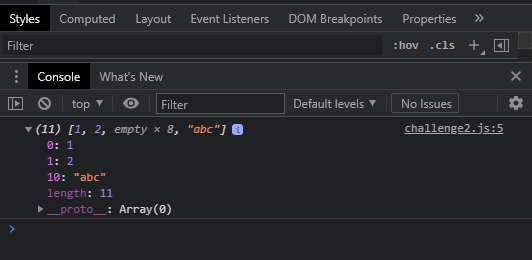 Styles Computed Layout Event Listeners DOM Breakpoints Properties »
Filter :hov .cls +
Console What's New
top ▾ Filter Default levels ▾ No Issues
▾(11) [1, 2, empty × 8, "abc"] i challenge2.js:5
0: 1
1: 2
10: "abc"
length: 11
▸ __proto__: Array(0)
›